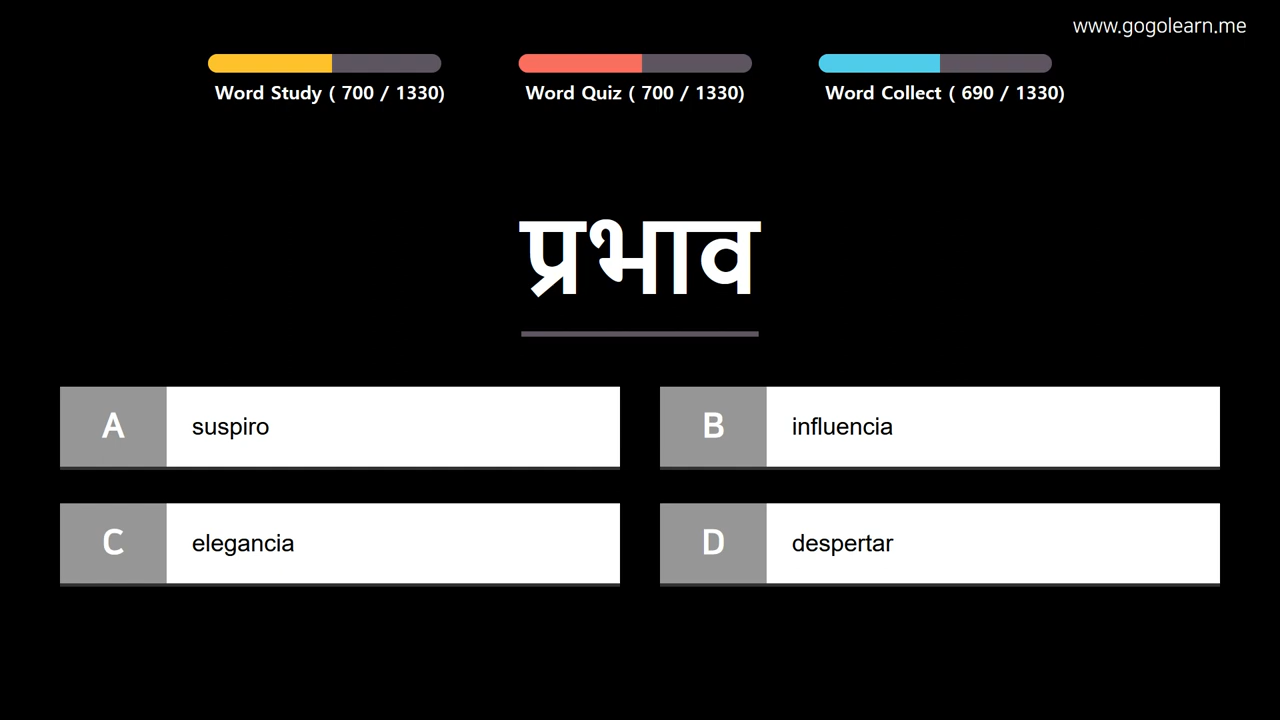 www.gogolearn.me
Word Study ( 700 / 1330)
Word Quiz ( 700 / 1330)
Word Collect ( 690 / 1330)
प्रभाव
A suspiro
B influencia
C elegancia
D despertar